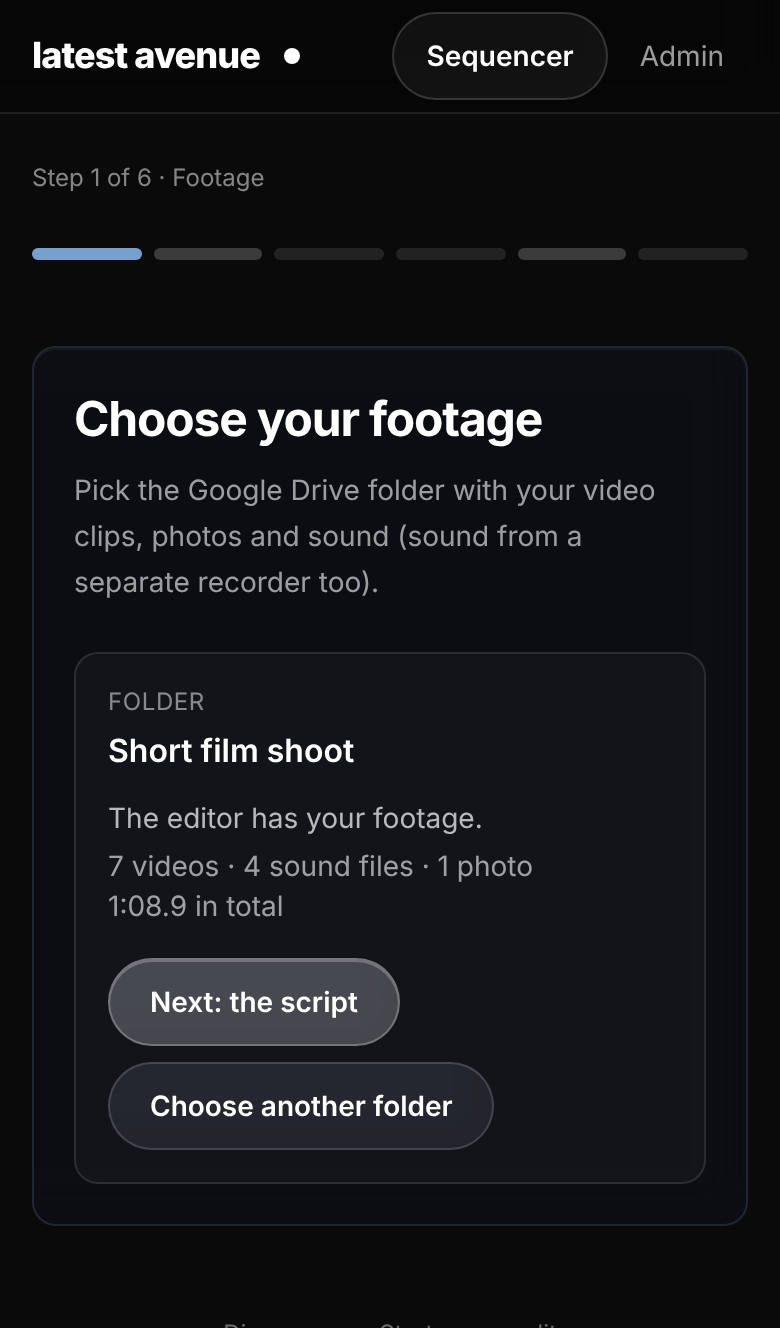 latest avenue
Sequencer
Admin
Step 1 of 6 · Footage
Choose your footage
Pick the Google Drive folder with your video
clips, photos and sound (sound from a
separate recorder too).
FOLDER
Short film shoot
The editor has your footage.
7 videos · 4 sound files · 1 photo
1:08.9 in total
Next: the script
Choose another folder